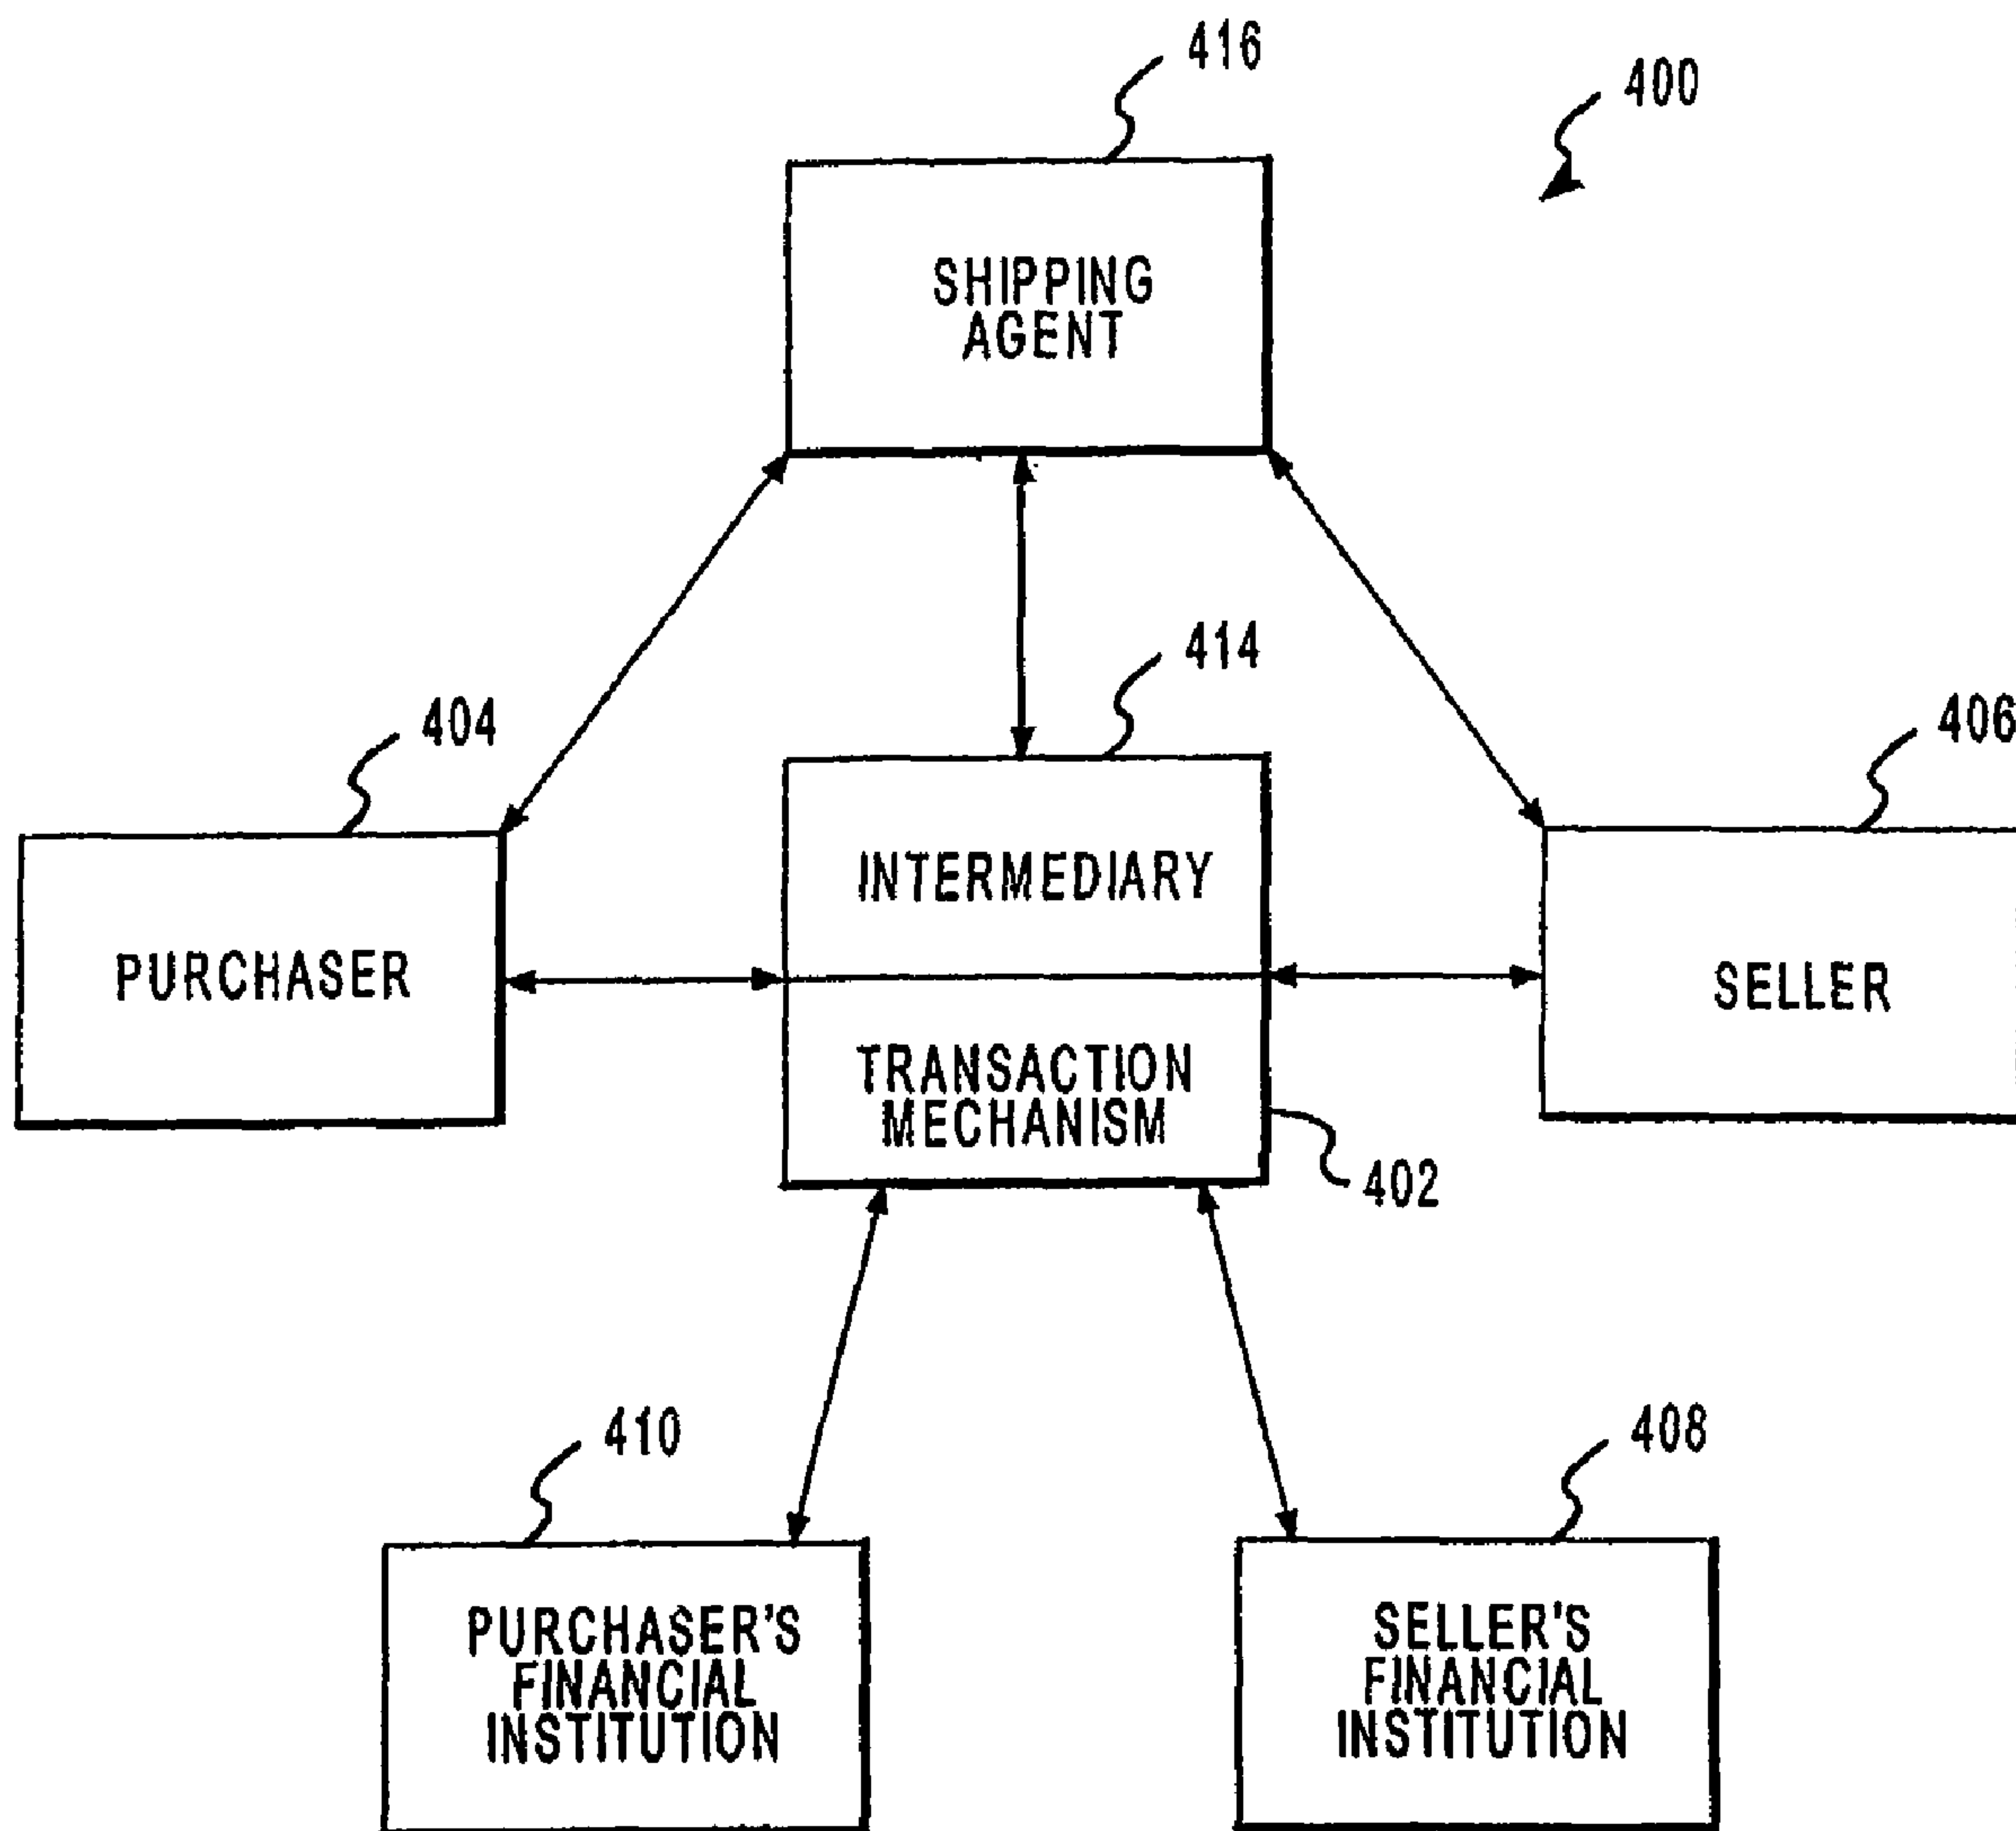 416
400
SHIPPING
AGENT
414
404
406
INTERMEDIARY
PURCHASER
SELLER
TRANSACTION
MECHANISM
402
410
408
PURCHASER'S
FINANCIAL
INSTITUTION
SELLER'S
FINANCIAL
INSTITUTION